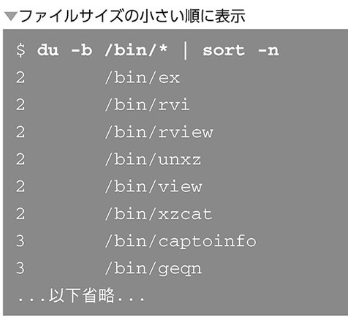 ▼ファイルサイズの小さい順に表示
$ du -b /bin/* | sort -n
2 /bin/ex
2 /bin/rvi
2 /bin/rview
2 /bin/unxz
2 /bin/view
2 /bin/xzcat
3 /bin/captoinfo
3 /bin/geqn
...以下省略...